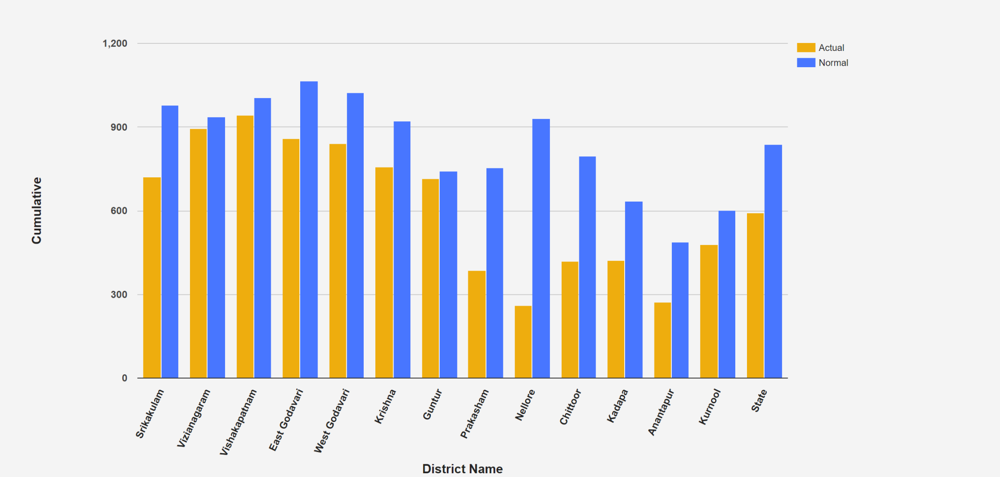 1,200
900
600
300
0
Cumulative
Actual
Normal
Srikakulam
Vizianagaram
Vishakapatnam
East Godavari
West Godavari
Krishna
Guntur
Prakasham
Nellore
Chittoor
Kadapa
Anantapur
Kurnool
State
District Name